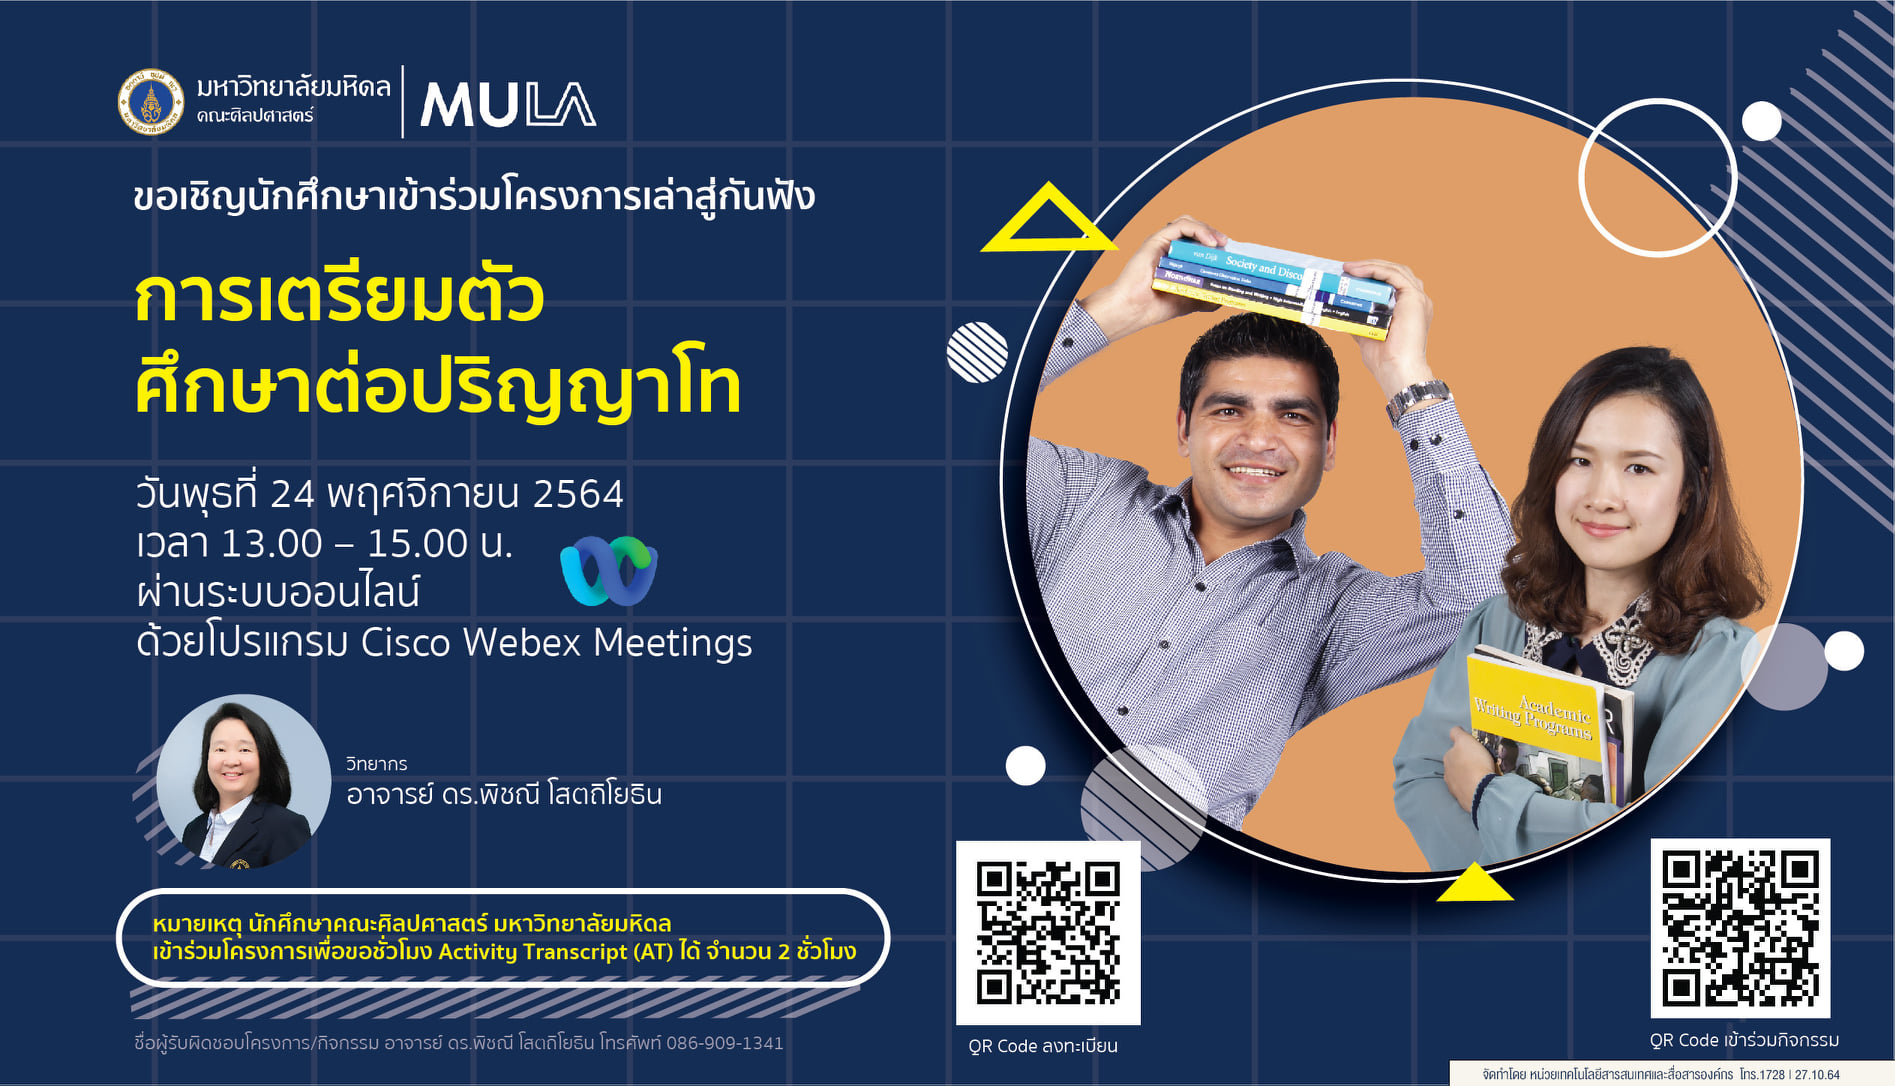 มหาวิทยาลัยมหิดล
คณะศิลปศาสตร์
MULA
ขอเชิญนักศึกษาเข้าร่วมโครงการเล่าสู่กันฟัง
การเตรียมตัว
ศึกษาต่อปริญญาโท
วันพุธที่ 24 พฤศจิกายน 2564
เวลา 13.00 – 15.00 น.
ผ่านระบบออนไลน์
ด้วยโปรแกรม Cisco Webex Meetings
วิทยากร
อาจารย์ ดร.พิชณี โสตถิโยธิน
หมายเหตุ นักศึกษาคณะศิลปศาสตร์ มหาวิทยาลัยมหิดล
เข้าร่วมโครงการเพื่อขอชั่วโมง Activity Transcript (AT) ได้ จำนวน 2 ชั่วโมง
ชื่อผู้รับผิดชอบโครงการ/กิจกรรม อาจารย์ ดร.พิชณี โสตถิโยธิน โทรศัพท์ 086-909-1341
van Dijk Society and Disco
Academic
Writing Programs
QR Code ลงทะเบียน
QR Code เข้าร่วมกิจกรรม
จัดทำโดย หน่วยเทคโนโลยีสารสนเทศและสื่อสารองค์กร โทร.1728 | 27.10.64